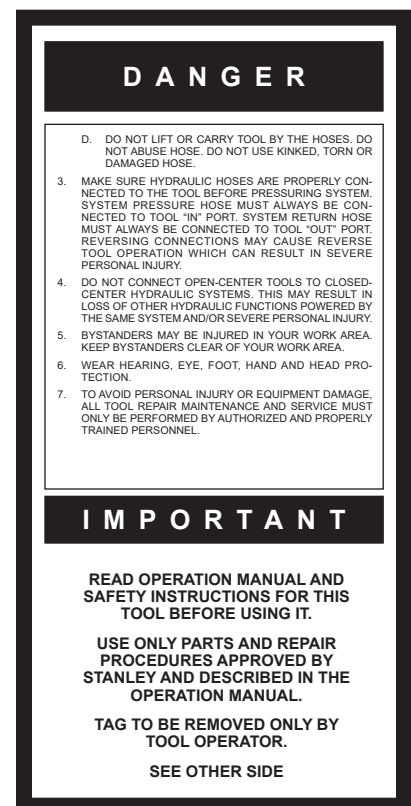 DANGER
D. DO NOT LIFT OR CARRY TOOL BY THE HOSES. DO
NOT ABUSE HOSE. DO NOT USE KINKED, TORN OR
DAMAGED HOSE.
3. MAKE SURE HYDRAULIC HOSES ARE PROPERLY CON-
NECTED TO THE TOOL BEFORE PRESSURING SYSTEM.
SYSTEM PRESSURE HOSE MUST ALWAYS BE CON-
NECTED TO TOOL “IN” PORT. SYSTEM RETURN HOSE
MUST ALWAYS BE CONNECTED TO TOOL “OUT” PORT.
REVERSING CONNECTIONS MAY CAUSE REVERSE
TOOL OPERATION WHICH CAN RESULT IN SEVERE
PERSONAL INJURY.
4. DO NOT CONNECT OPEN-CENTER TOOLS TO CLOSED-
CENTER HYDRAULIC SYSTEMS. THIS MAY RESULT IN
LOSS OF OTHER HYDRAULIC FUNCTIONS POWERED BY
THE SAME SYSTEM AND/OR SEVERE PERSONAL INJURY.
5. BYSTANDERS MAY BE INJURED IN YOUR WORK AREA.
KEEP BYSTANDERS CLEAR OF YOUR WORK AREA.
6. WEAR HEARING, EYE, FOOT, HAND AND HEAD PRO-
TECTION.
7. TO AVOID PERSONAL INJURY OR EQUIPMENT DAMAGE,
ALL TOOL REPAIR MAINTENANCE AND SERVICE MUST
ONLY BE PERFORMED BY AUTHORIZED AND PROPERLY
TRAINED PERSONNEL.
IMPORTANT
READ OPERATION MANUAL AND
SAFETY INSTRUCTIONS FOR THIS
TOOL BEFORE USING IT.
USE ONLY PARTS AND REPAIR
PROCEDURES APPROVED BY
STANLEY AND DESCRIBED IN THE
OPERATION MANUAL.
TAG TO BE REMOVED ONLY BY
TOOL OPERATOR.
SEE OTHER SIDE